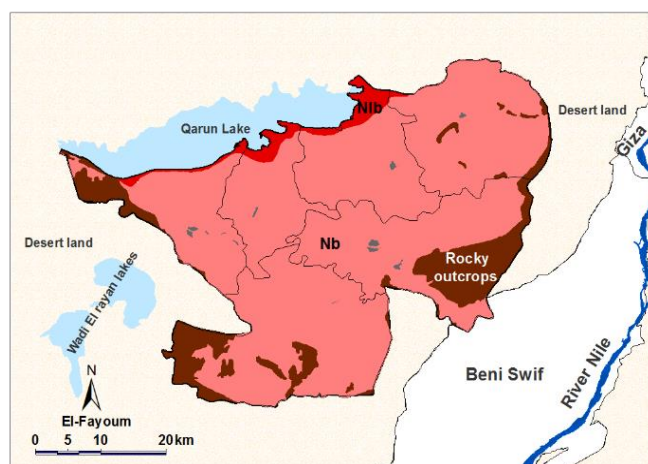 Qarun Lake
Nlb
Desert land
Giza
Desert land
Nb
Rocky
outcrops
Wadi El rayan lakes
Beni Swif
River Nile
N
El-Fayoum
0 5 10 20 km